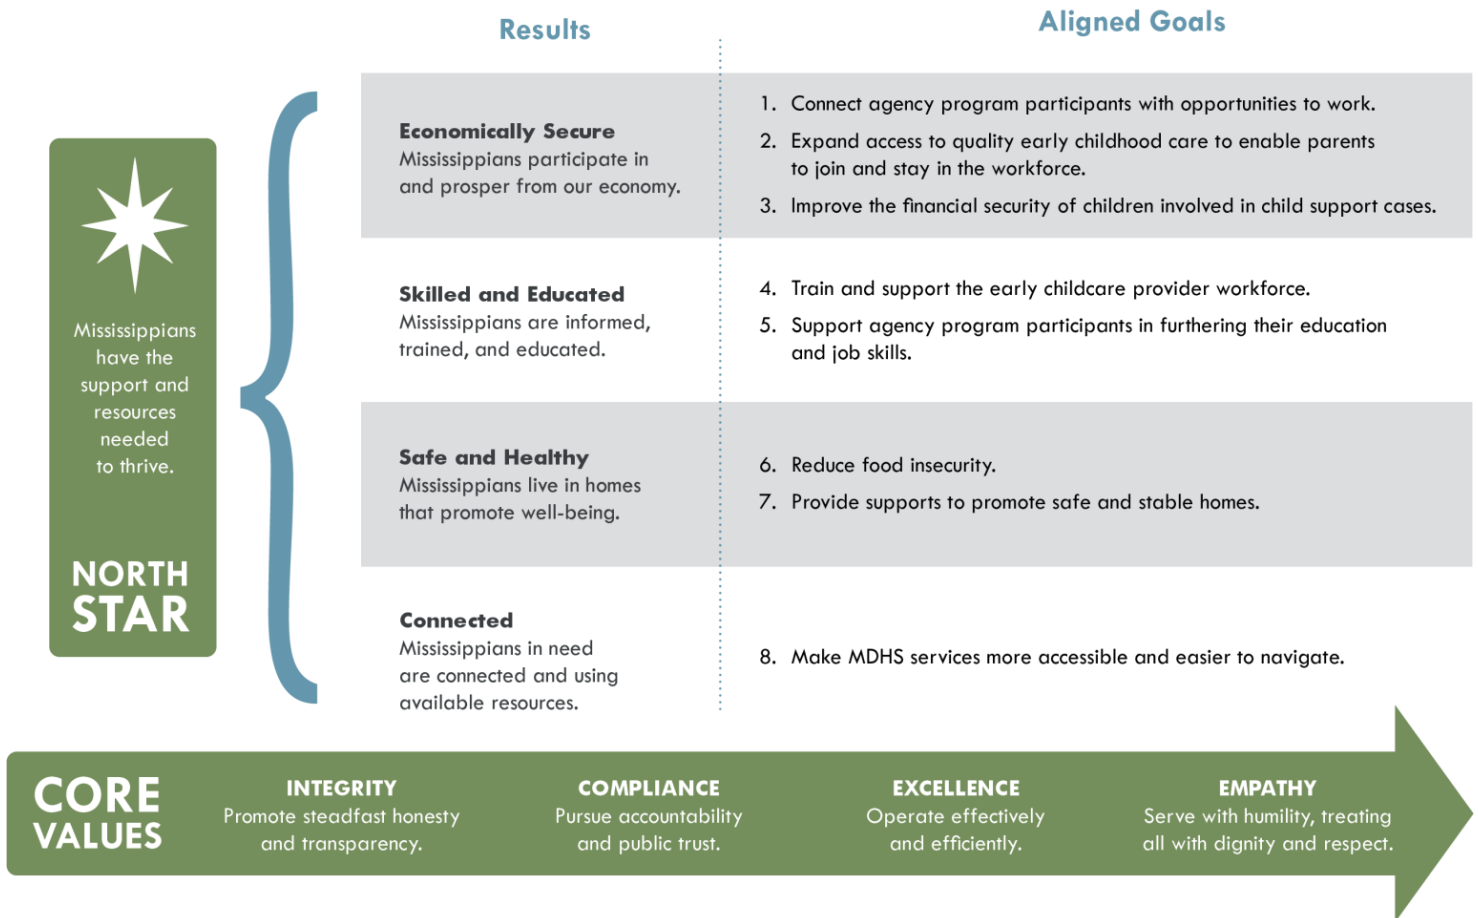 Results
Aligned Goals
Mississippians
have the
support and
resources
needed
to thrive.
NORTH
STAR
Economically Secure
Mississippians participate in
and prosper from our economy.
1. Connect agency program participants with opportunities to work.
2. Expand access to quality early childhood care to enable parents
to join and stay in the workforce.
3. Improve the financial security of children involved in child support cases.
Skilled and Educated
Mississippians are informed,
trained, and educated.
4. Train and support the early childcare provider workforce.
5. Support agency program participants in furthering their education
and job skills.
Safe and Healthy
Mississippians live in homes
that promote well-being.
6. Reduce food insecurity.
7. Provide supports to promote safe and stable homes.
Connected
Mississippians in need
are connected and using
available resources.
8. Make MDHS services more accessible and easier to navigate.
CORE
VALUES
INTEGRITY
Promote steadfast honesty
and transparency.
COMPLIANCE
Pursue accountability
and public trust.
EXCELLENCE
Operate effectively
and efficiently.
EMPATHY
Serve with humility, treating
all with dignity and respect.